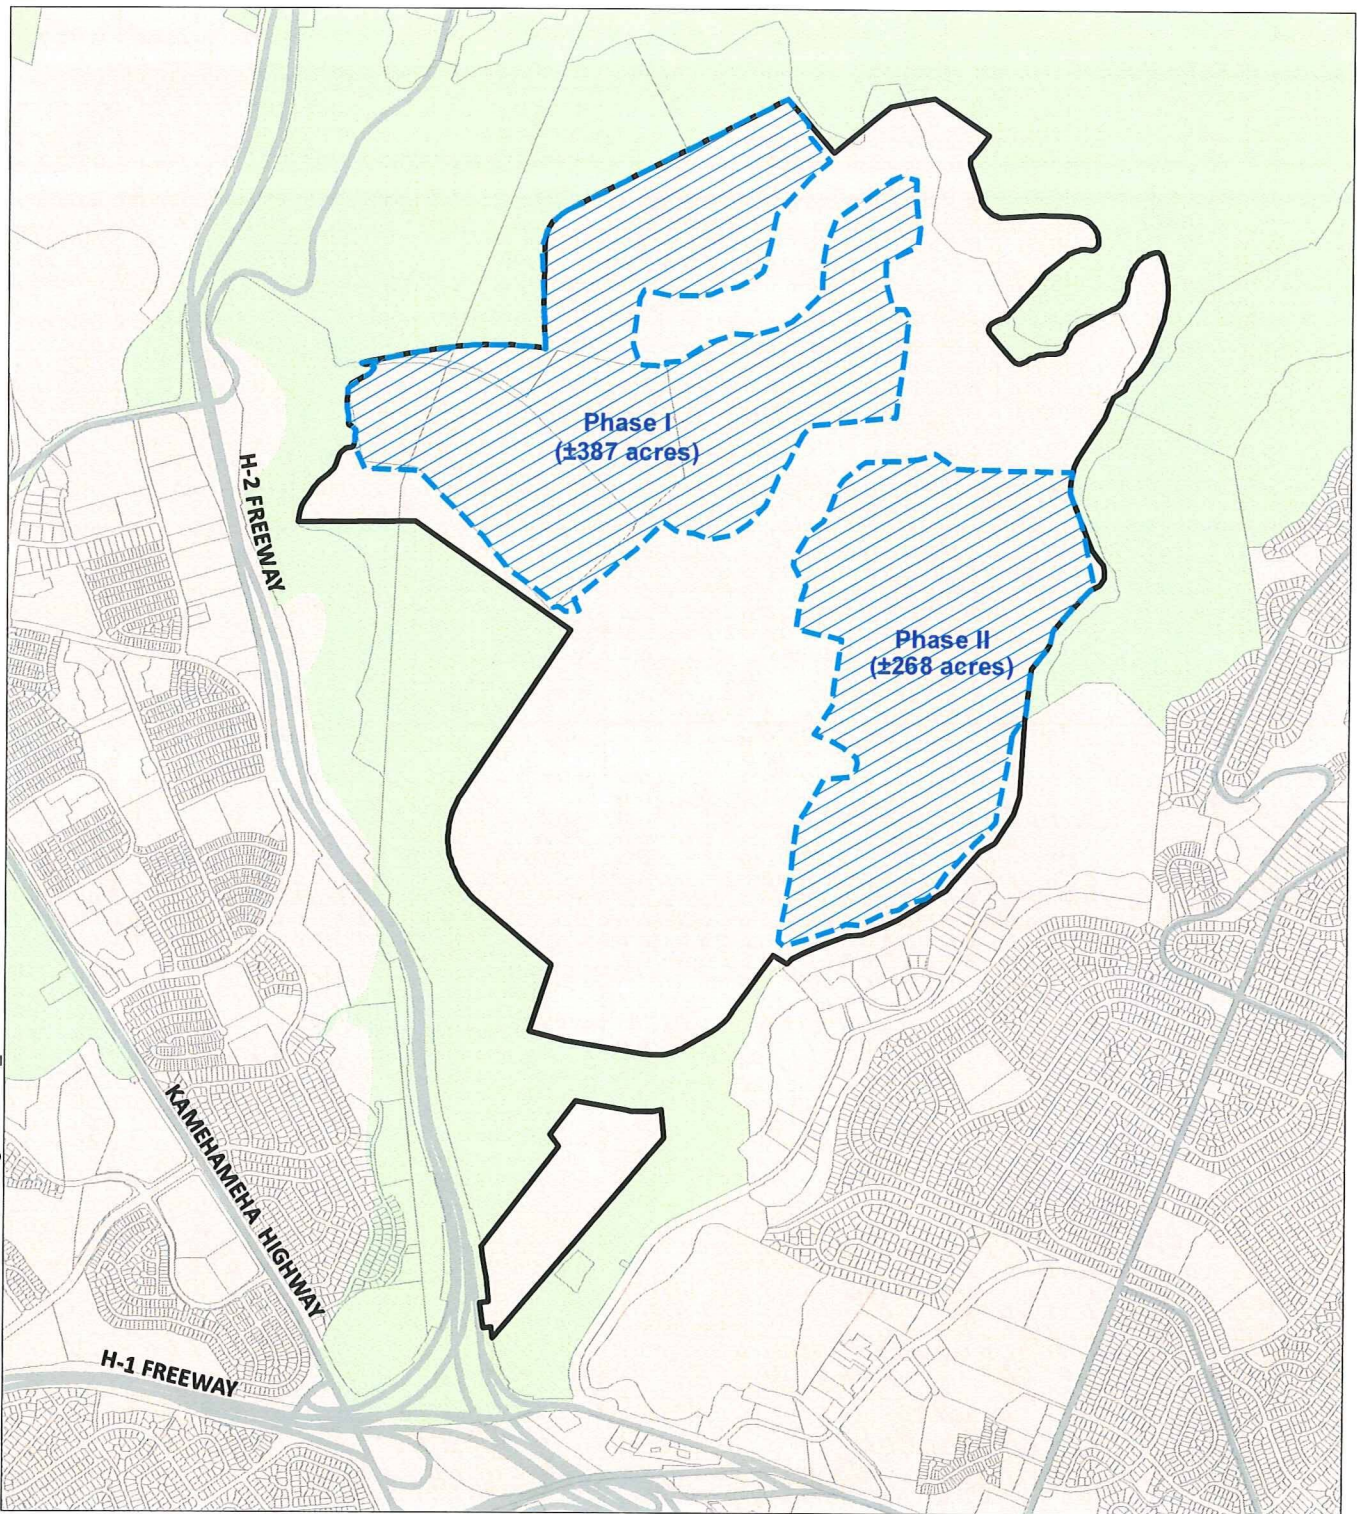 Phase I
(±387 acres)
H-2 FREEWAY
Phase II
(±268 acres)
KAMEHAMEHA HIGHWAY
H-1 FREEWAY